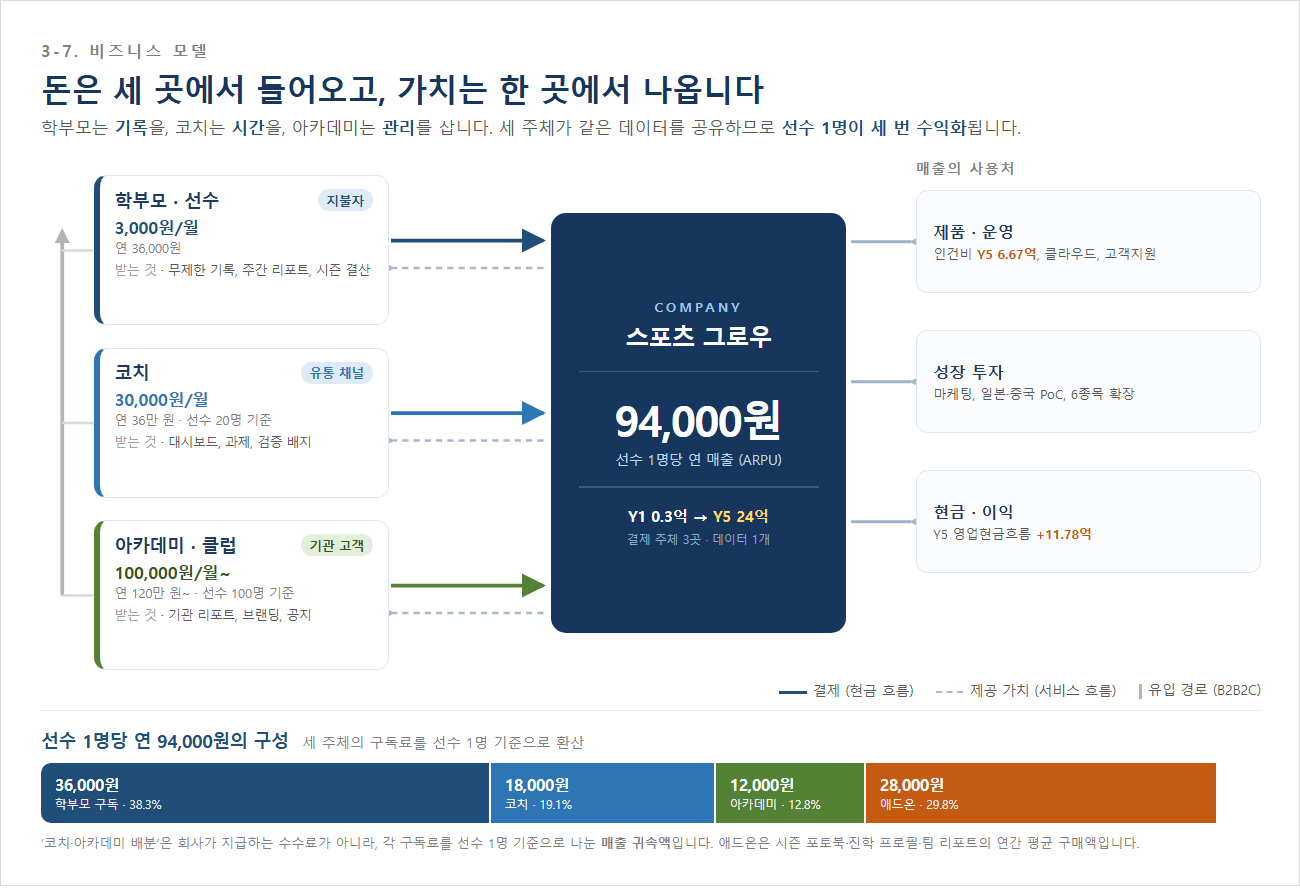 3-7. 비즈니스 모델
돈은 세 곳에서 들어오고, 가치는 한 곳에서 나옵니다
학부모는 기록을, 코치는 시간을, 아카데미는 관리를 삽니다. 세 주체가 같은 데이터를 공유하므로 선수 1명이 세 번 수익화됩니다.
학부모 · 선수
지불자
3,000원/월
연 36,000원
받는 것 · 무제한 기록, 주간 리포트, 시즌 결산
코치
유통 채널
30,000원/월
연 36만 원 · 선수 20명 기준
받는 것 · 대시보드, 과제, 검증 배지
아카데미 · 클럽
기관 고객
100,000원/월~
연 120만 원~ · 선수 100명 기준
받는 것 · 기관 리포트, 브랜딩, 공지
COMPANY
스포츠 그로우
94,000원
선수 1명당 연 매출 (ARPU)
Y1 0.3억 → Y5 24억
결제 주체 3곳 · 데이터 1개
매출의 사용처
제품 · 운영
인건비 Y5 6.67억, 클라우드, 고객지원
성장 투자
마케팅, 일본·중국 PoC, 6종목 확장
현금 · 이익
Y5 영업현금흐름 +11.78억
결제 (현금 흐름)
제공 가치 (서비스 흐름)
유입 경로 (B2B2C)
선수 1명당 연 94,000원의 구성
세 주체의 구독료를 선수 1명 기준으로 환산
36,000원
학부모 구독 · 38.3%
18,000원
코치 · 19.1%
12,000원
아카데미 · 12.8%
28,000원
애드온 · 29.8%
'코치·아카데미 배분'은 회사가 지급하는 수수료가 아니라, 각 구독료를 선수 1명 기준으로 나눈 매출 귀속액입니다. 애드온은 시즌 포토북·진학 프로필·팀 리포트의 연간 평균 구매액입니다.